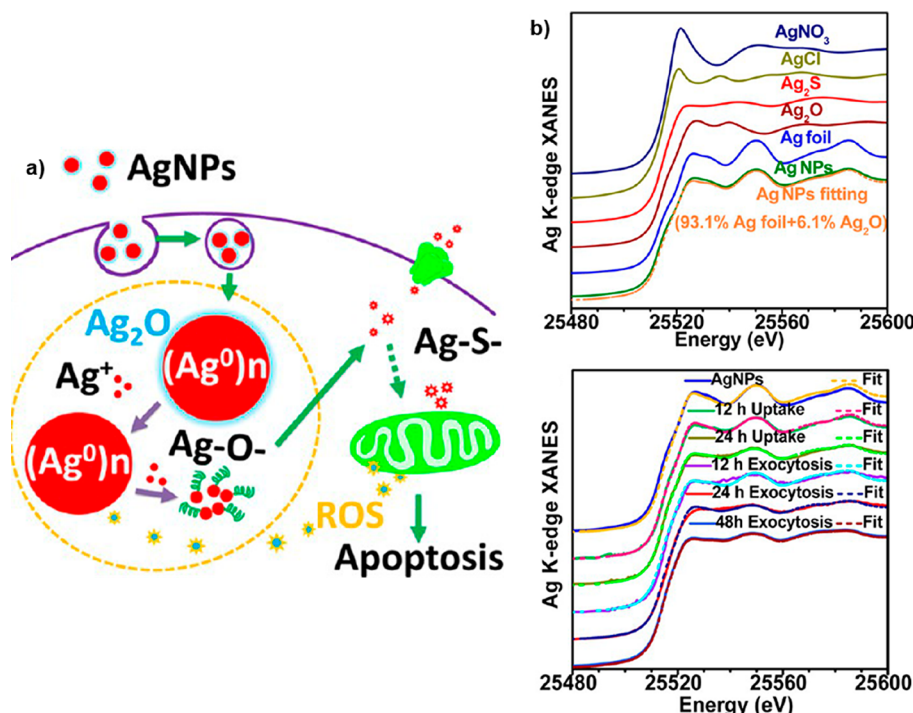 a)
AgNPs
Ag₂O
(Ag⁰)n
Ag⁺
(Ag⁰)n
Ag-O-
Ag-S-
ROS
Apoptosis
b)
Ag K-edge XANES
AgNO₃
AgCl
Ag₂S
Ag₂O
Ag foil
Ag NPs
Ag NPs fitting
(93.1% Ag foil+6.1% Ag₂O)
25480 25520 25560 25600
Energy (eV)
Ag K-edge XANES
AgNPs Fit
12 h Uptake Fit
24 h Uptake Fit
12 h Exocytosis Fit
24 h Exocytosis Fit
48h Exocytosis Fit
25480 25520 25560 25600
Energy (eV)